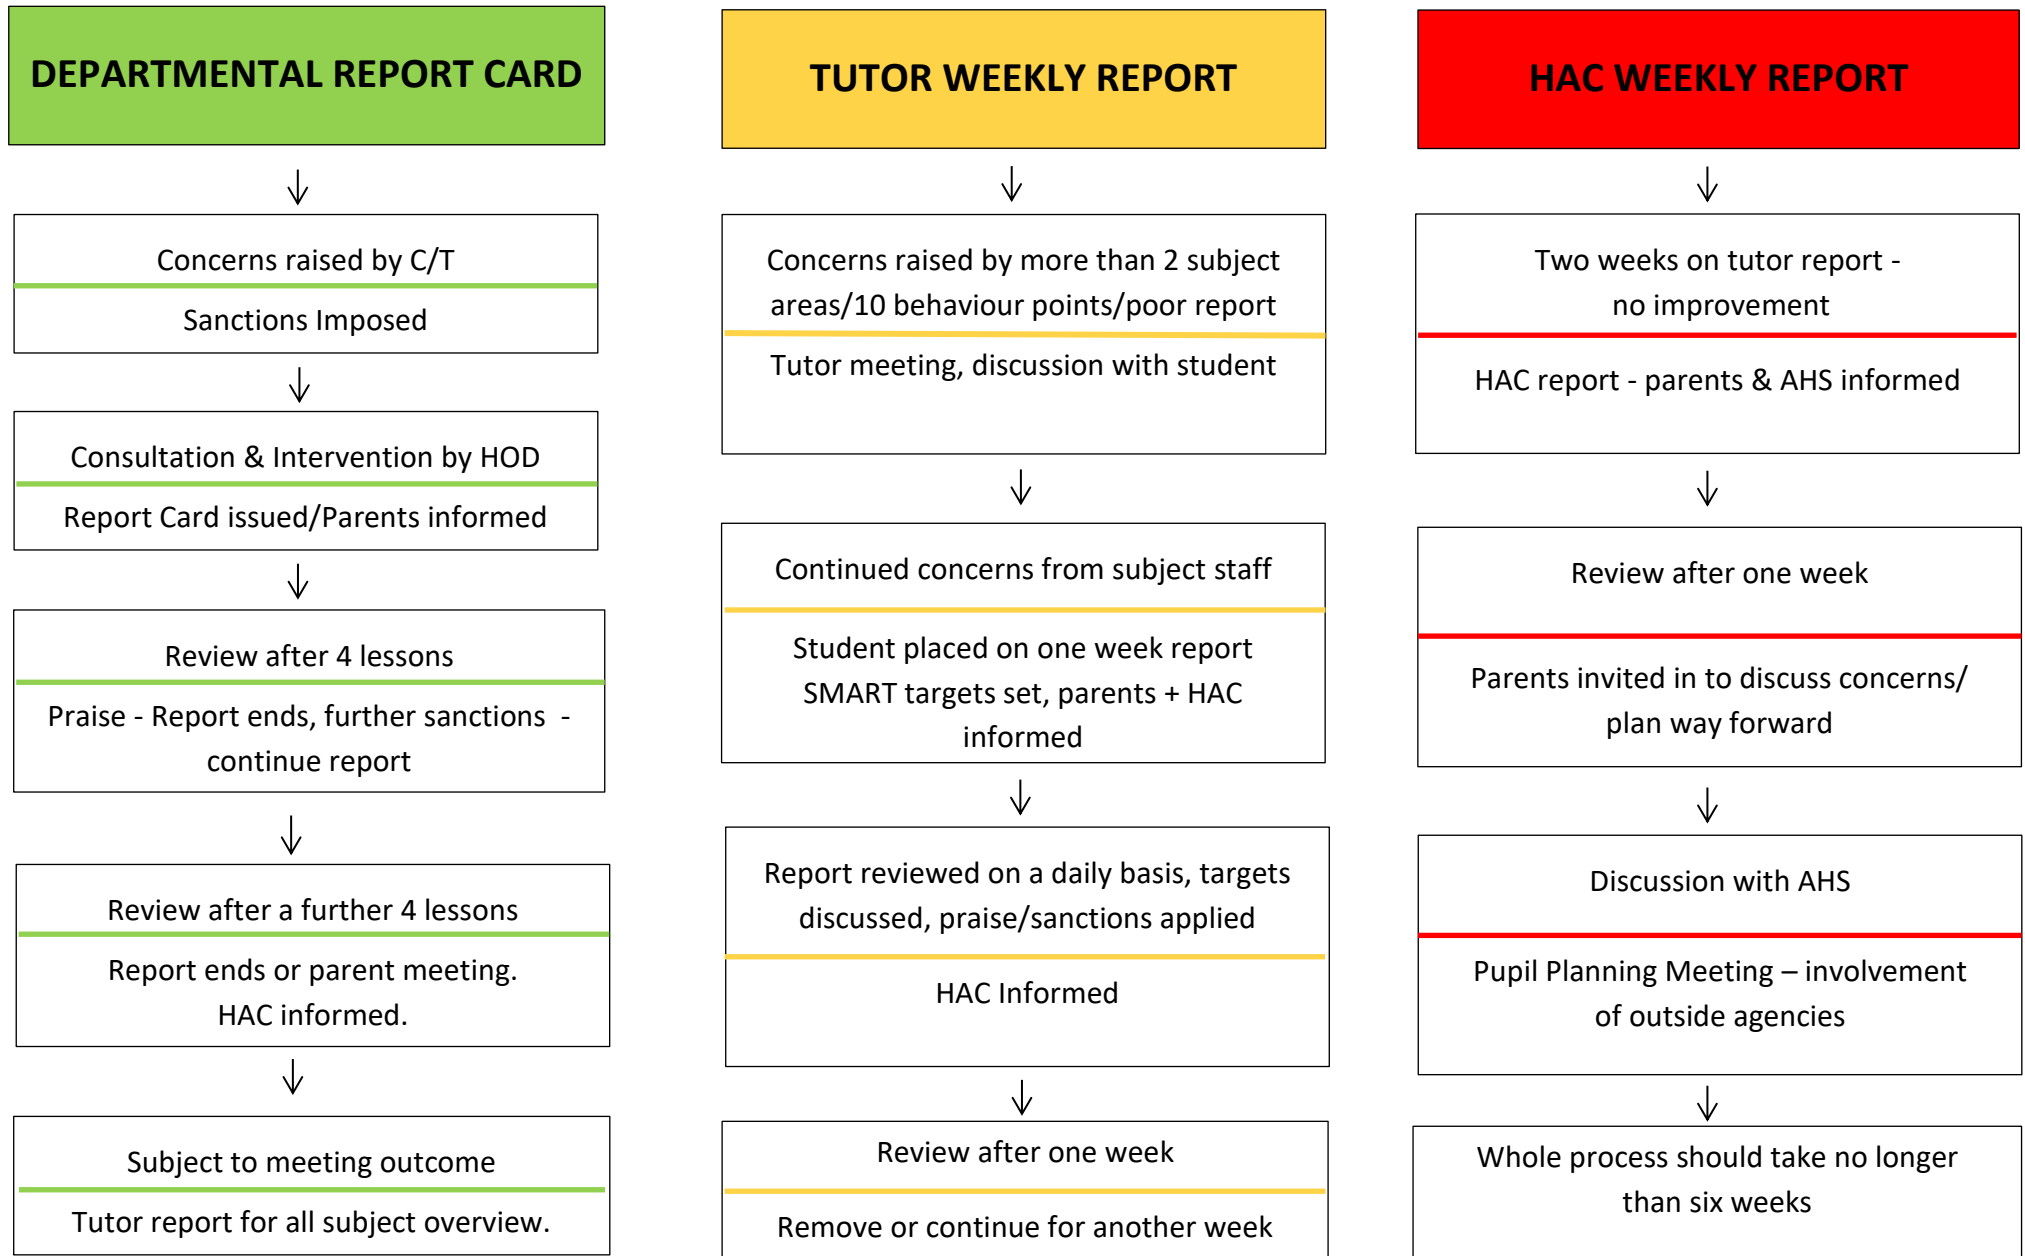 DEPARTMENTAL REPORT CARD
Concerns raised by C/T
Sanctions Imposed
Consultation & Intervention by HOD
Report Card issued/Parents informed
Review after 4 lessons
Praise - Report ends, further sanctions -
continue report
Review after a further 4 lessons
Report ends or parent meeting.
HAC informed.
Subject to meeting outcome
Tutor report for all subject overview.
TUTOR WEEKLY REPORT
Concerns raised by more than 2 subject
areas/10 behaviour points/poor report
Tutor meeting, discussion with student
Continued concerns from subject staff
Student placed on one week report
SMART targets set, parents + HAC
informed
Report reviewed on a daily basis, targets
discussed, praise/sanctions applied
HAC Informed
Review after one week
Remove or continue for another week
HAC WEEKLY REPORT
Two weeks on tutor report -
no improvement
HAC report - parents & AHS informed
Review after one week
Parents invited in to discuss concerns/
plan way forward
Discussion with AHS
Pupil Planning Meeting – involvement
of outside agencies
Whole process should take no longer
than six weeks